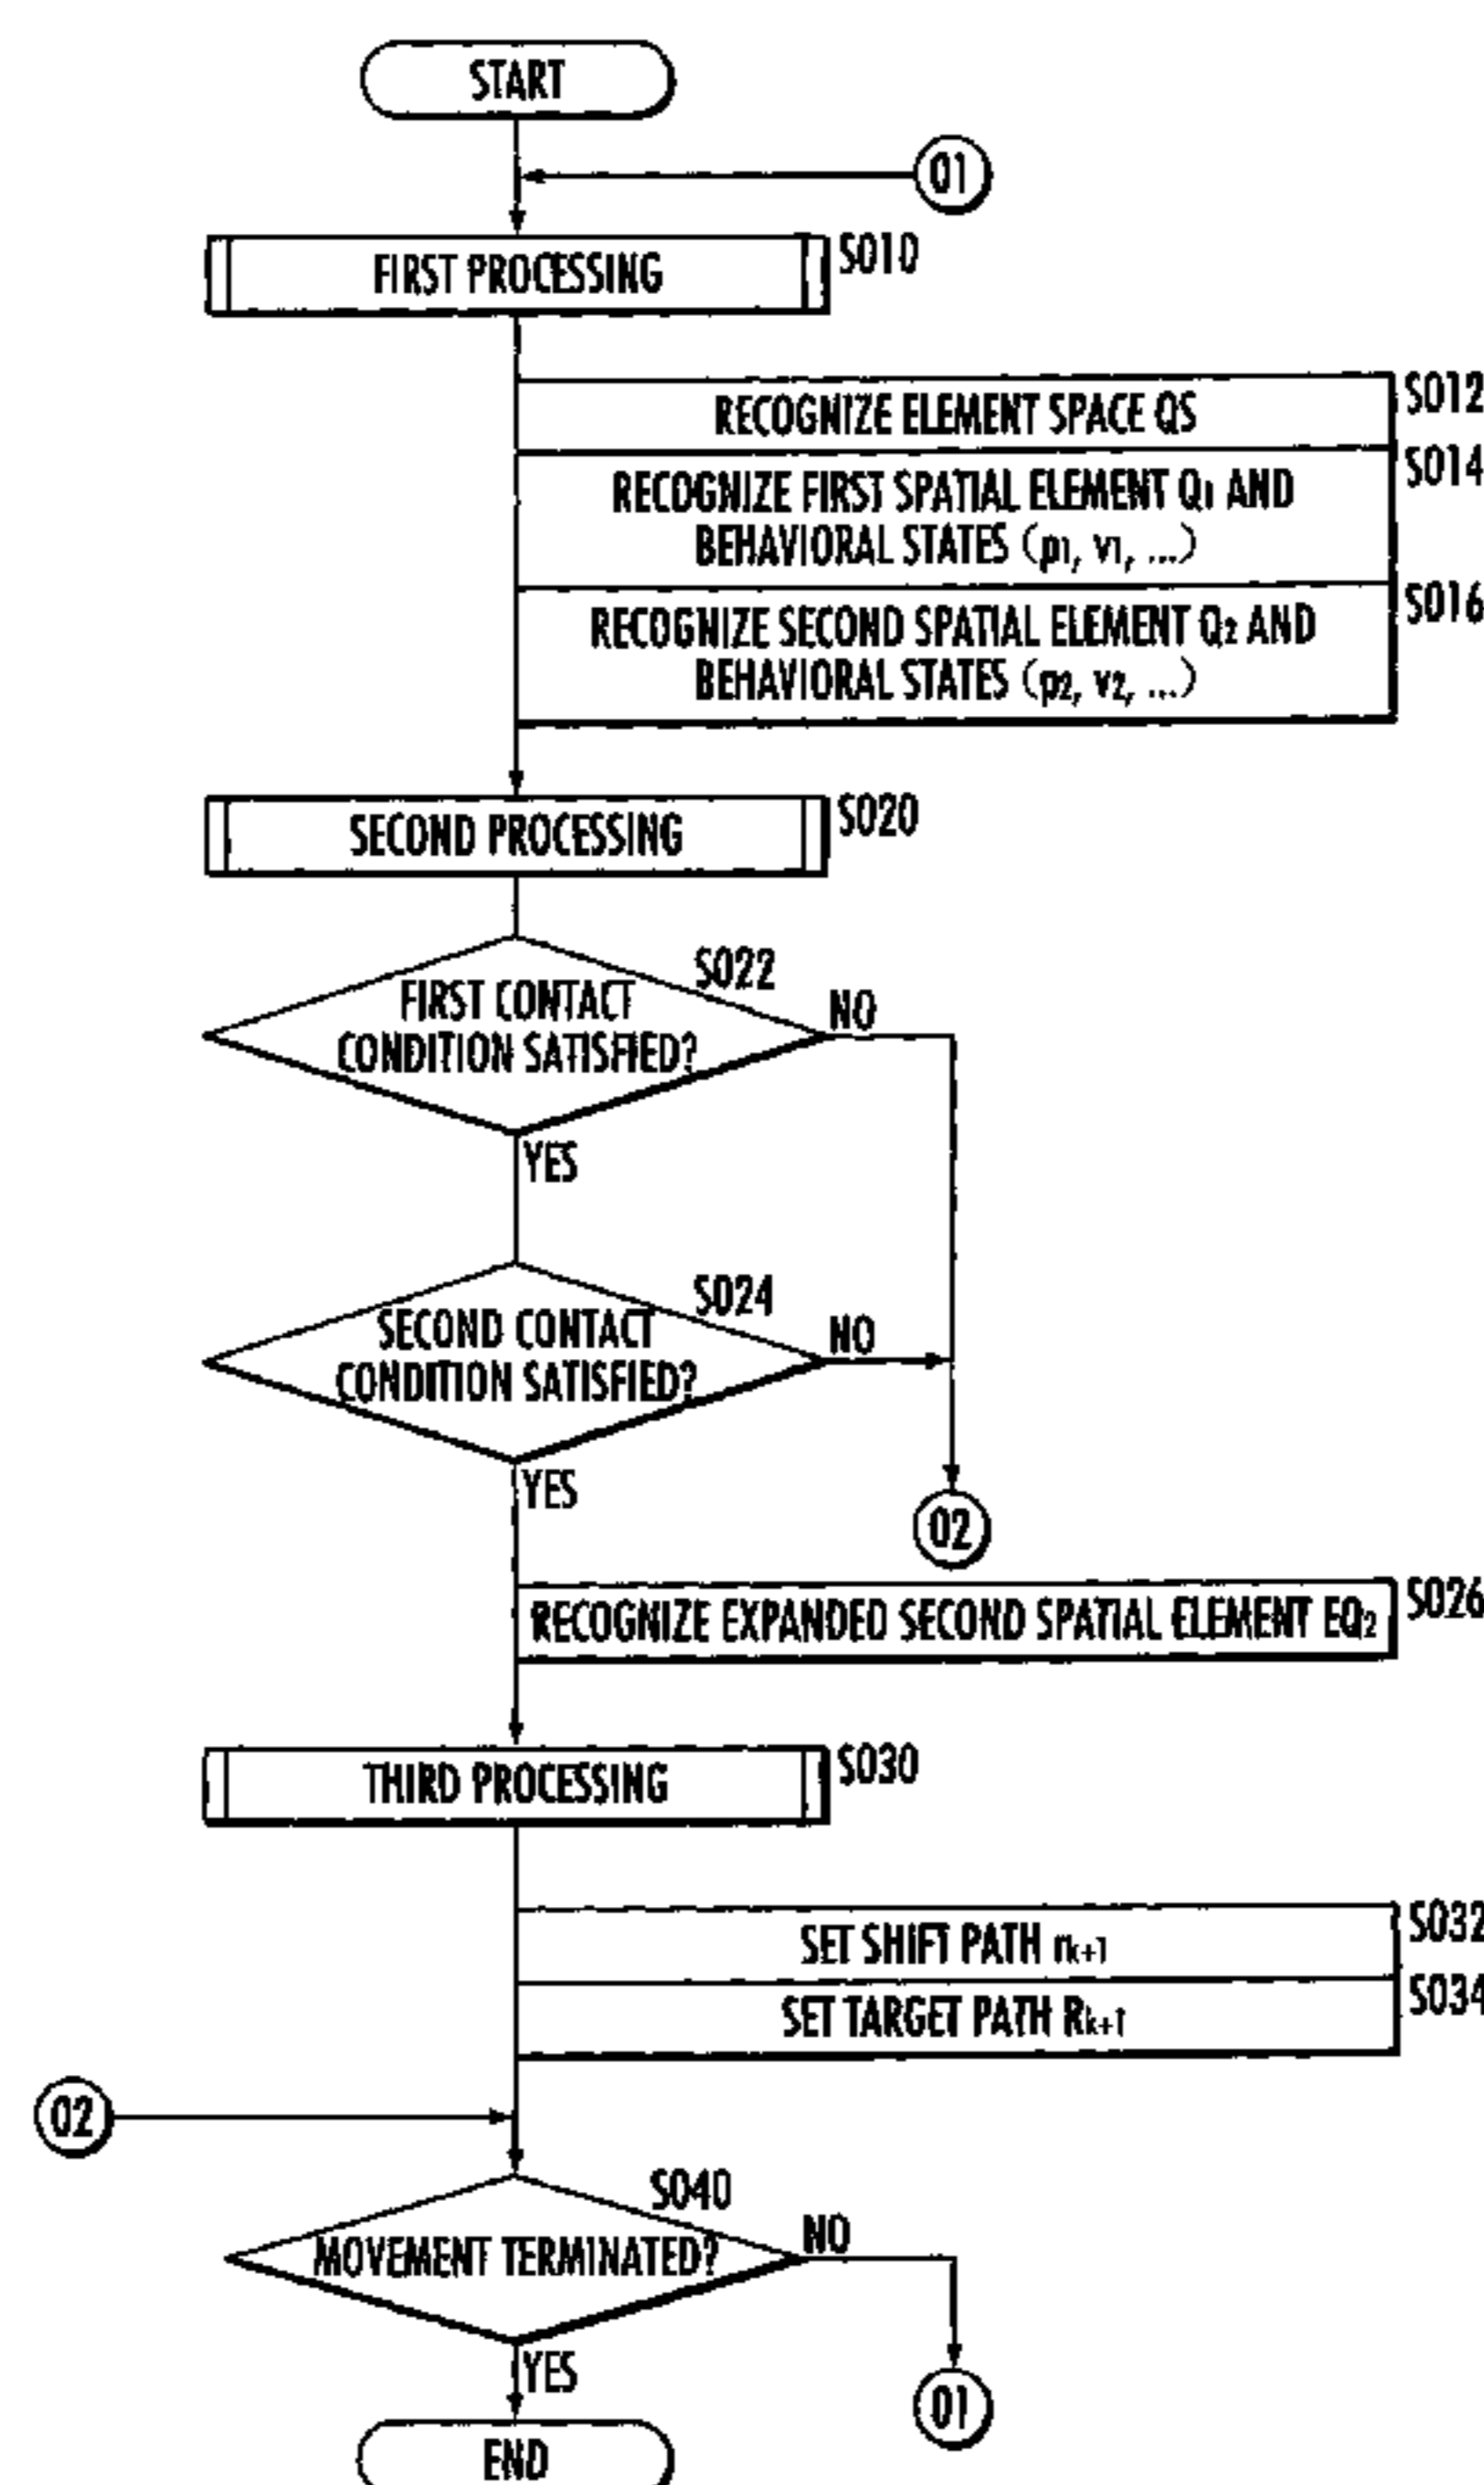 START
01
FIRST PROCESSING
S010
RECOGNIZE ELEMENT SPACE QS
S012
RECOGNIZE FIRST SPATIAL ELEMENT Q1 AND
BEHAVIORAL STATES (p1, v1, ...)
S014
RECOGNIZE SECOND SPATIAL ELEMENT Q2 AND
BEHAVIORAL STATES (p2, v2, ...)
S016
SECOND PROCESSING
S020
S022
FIRST CONTACT
CONDITION SATISFIED?
NO
YES
S024
SECOND CONTACT
CONDITION SATISFIED?
NO
YES
02
RECOGNIZE EXPANDED SECOND SPATIAL ELEMENT EQ2
S026
THIRD PROCESSING
S030
SET SHIFT PATH rk+1
S032
SET TARGET PATH Rk+1
S034
02
S040
MOVEMENT TERMINATED?
NO
YES
01
END